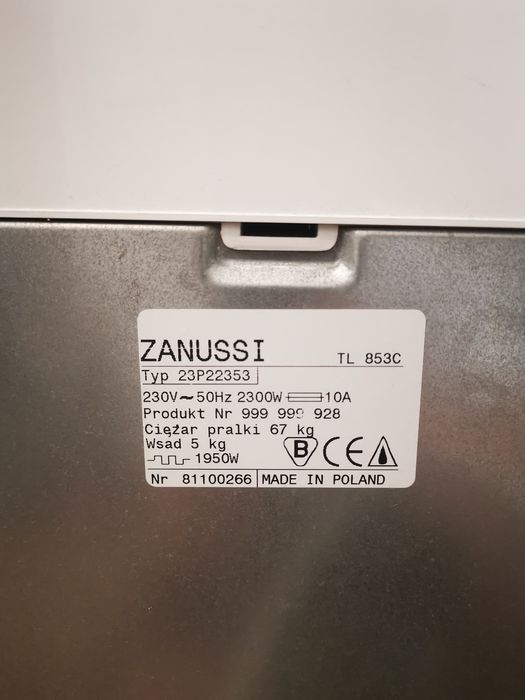 ZANUSSI TL 853C
Typ 23P22353
230V~50Hz 2300W 10A
Produkt Nr 999 999 928
Ciężar pralki 67 kg
Wsad 5 kg
1950W
B CE
Nr 81100266 MADE IN POLAND